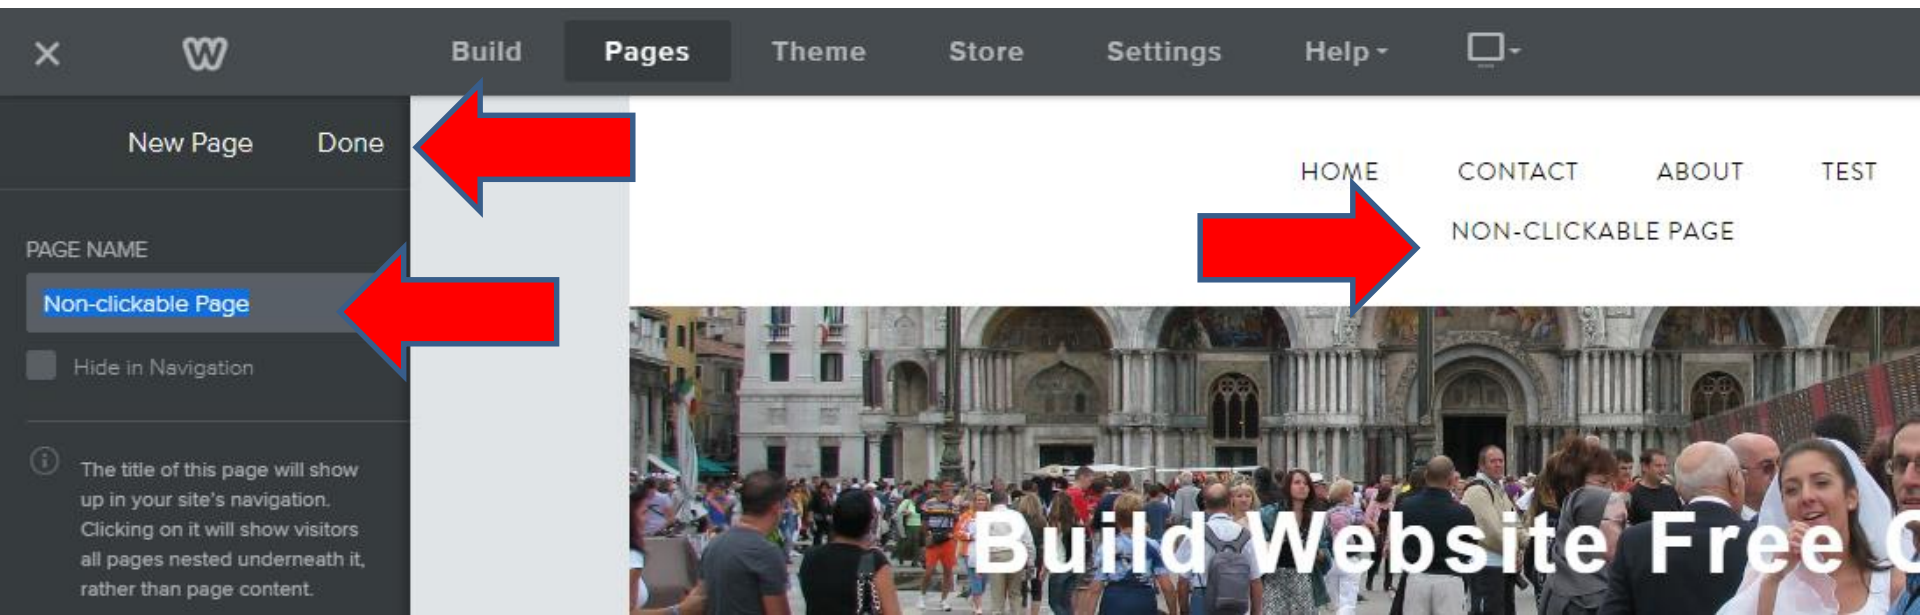 Build Pages Theme Store Settings Help
New Page Done
HOME CONTACT ABOUT TEST
NON-CLICKABLE PAGE
PAGE NAME
Non-clickable Page
Hide in Navigation
The title of this page will show
up in your site's navigation.
Clicking on it will show visitors
all pages nested underneath it,
rather than page content.
Build Website Free